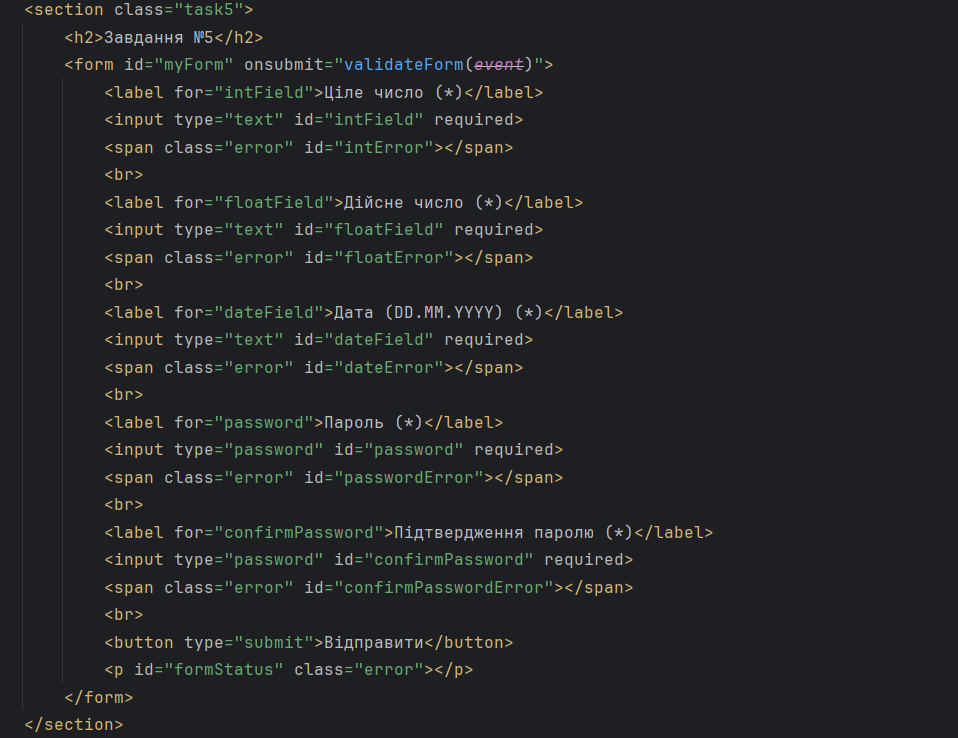 <section class="task5">
<h2>Завдання №5</h2>
<form id="myForm" onsubmit="validateForm(event)">
<label for="intField">Ціле число (*)</label>
<input type="text" id="intField" required>
<span class="error" id="intError"></span>
<br>
<label for="floatField">Дійсне число (*)</label>
<input type="text" id="floatField" required>
<span class="error" id="floatError"></span>
<br>
<label for="dateField">Дата (DD.MM.YYYY) (*)</label>
<input type="text" id="dateField" required>
<span class="error" id="dateError"></span>
<br>
<label for="password">Пароль (*)</label>
<input type="password" id="password" required>
<span class="error" id="passwordError"></span>
<br>
<label for="confirmPassword">Підтвердження паролю (*)</label>
<input type="password" id="confirmPassword" required>
<span class="error" id="confirmPasswordError"></span>
<br>
<button type="submit">Відправити</button>
<p id="formStatus" class="error"></p>
</form>
</section>